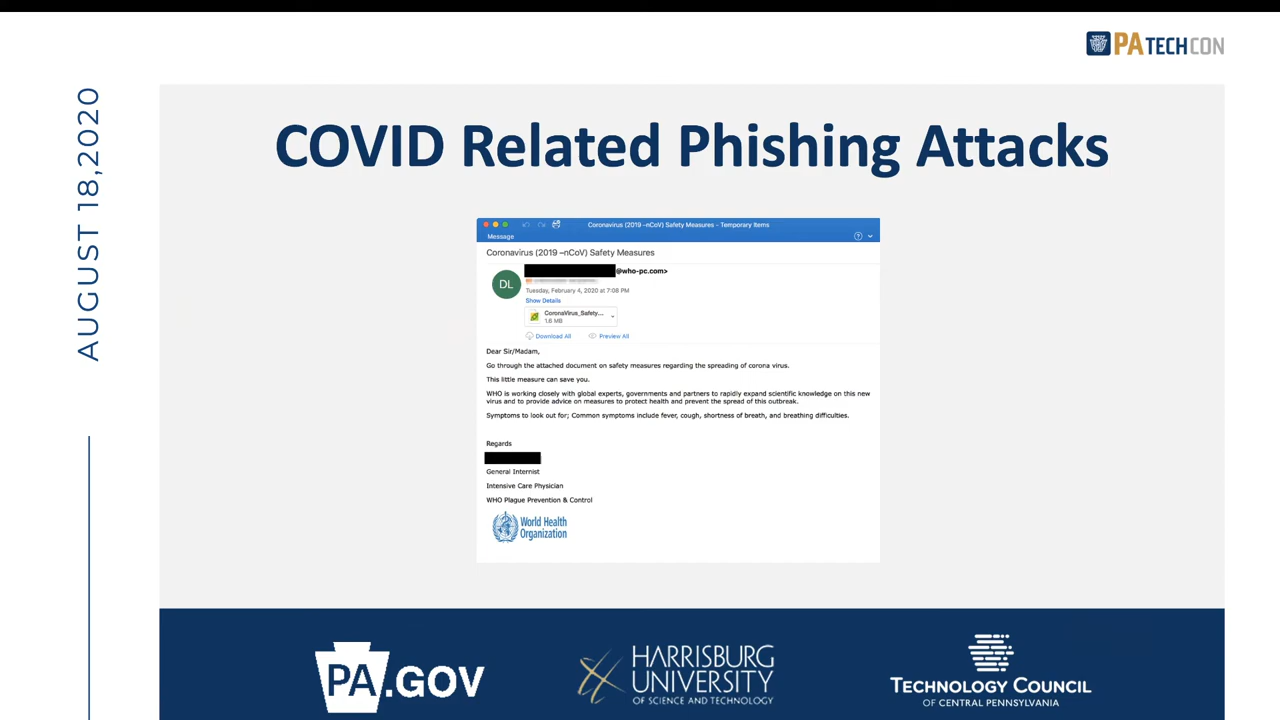 PATECHCON
AUGUST 18,2020
COVID Related Phishing Attacks
Coronavirus (2019 –nCoV) Safety Measures - Temporary Items
Message
Coronavirus (2019 –nCoV) Safety Measures
DL
@who-pc.com>
Tuesday, February 4, 2020 at 7:08 PM
Show Details
CoronaVirus_Safety...
1.6 MB
Download All Preview All
Dear Sir/Madam,
Go through the attached document on safety measures regarding the spreading of corona virus.
This little measure can save you.
WHO is working closely with global experts, governments and partners to rapidly expand scientific knowledge on this new
virus and to provide advice on measures to protect health and prevent the spread of this outbreak.
Symptoms to look out for; Common symptoms include fever, cough, shortness of breath, and breathing difficulties.
Regards
General Internist
Intensive Care Physician
WHO Plague Prevention & Control
World Health
Organization
PA.GOV
HARRISBURG
UNIVERSITY
OF SCIENCE AND TECHNOLOGY
TECHNOLOGY COUNCIL
OF CENTRAL PENNSYLVANIA